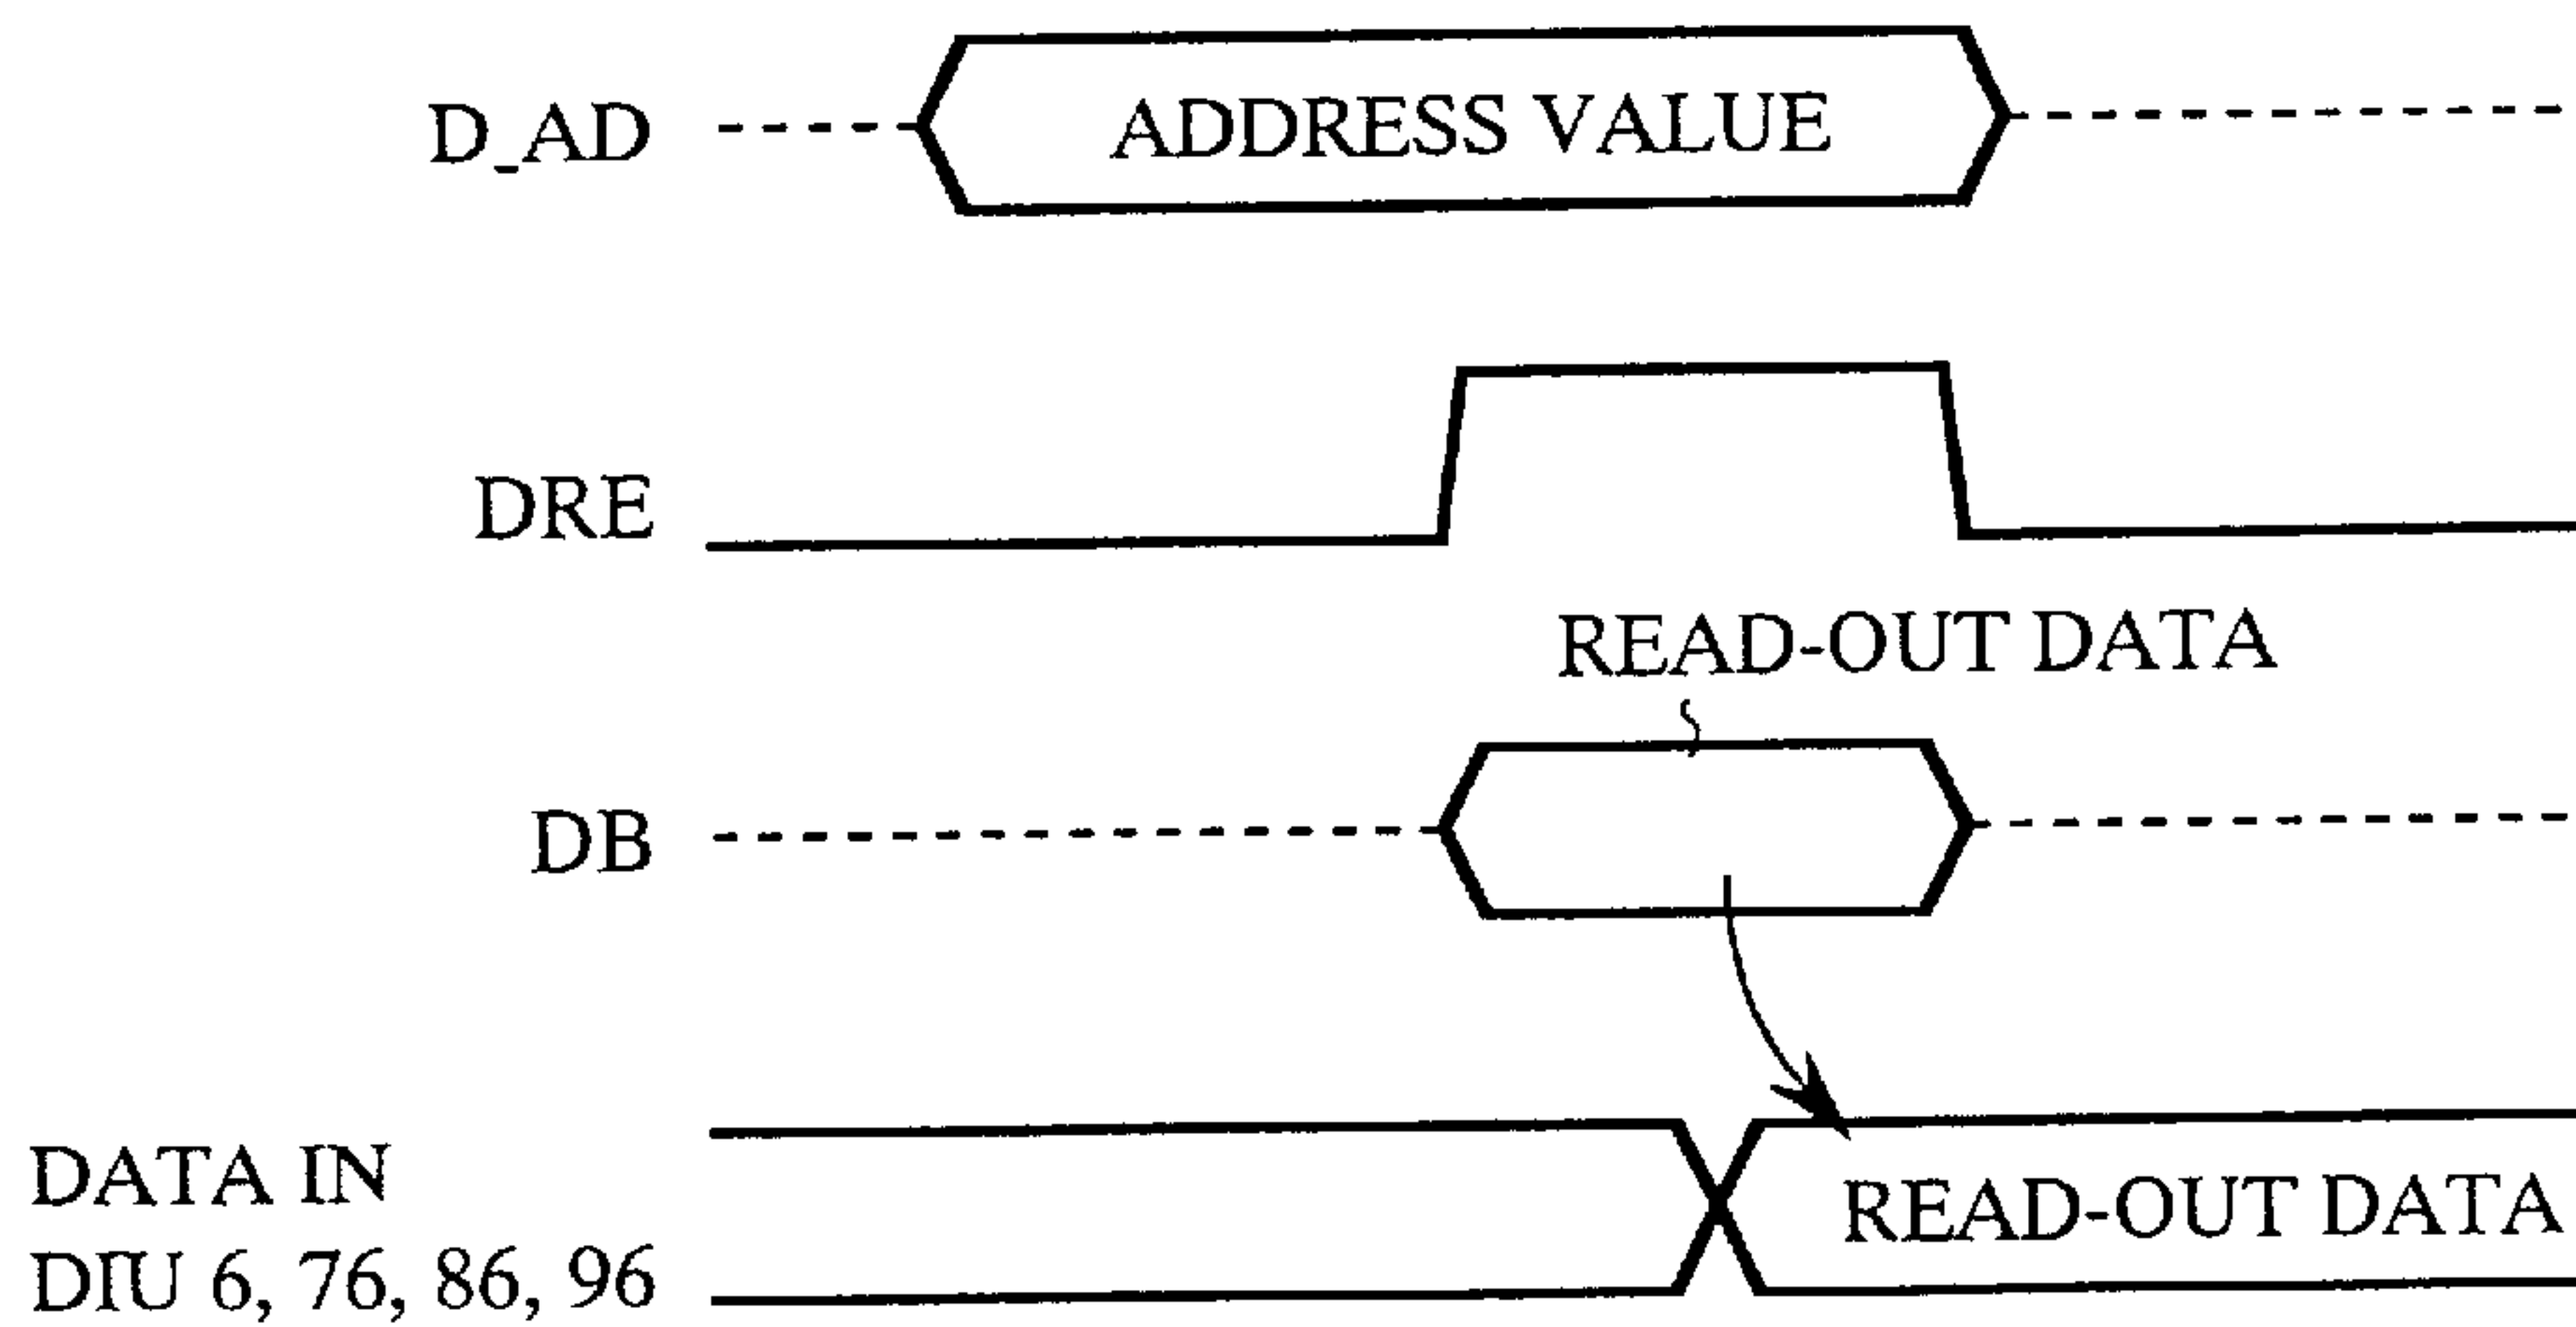 D_AD
ADDRESS VALUE
DRE
READ-OUT DATA
DB
DATA IN
DIU 6, 76, 86, 96
READ-OUT DATA